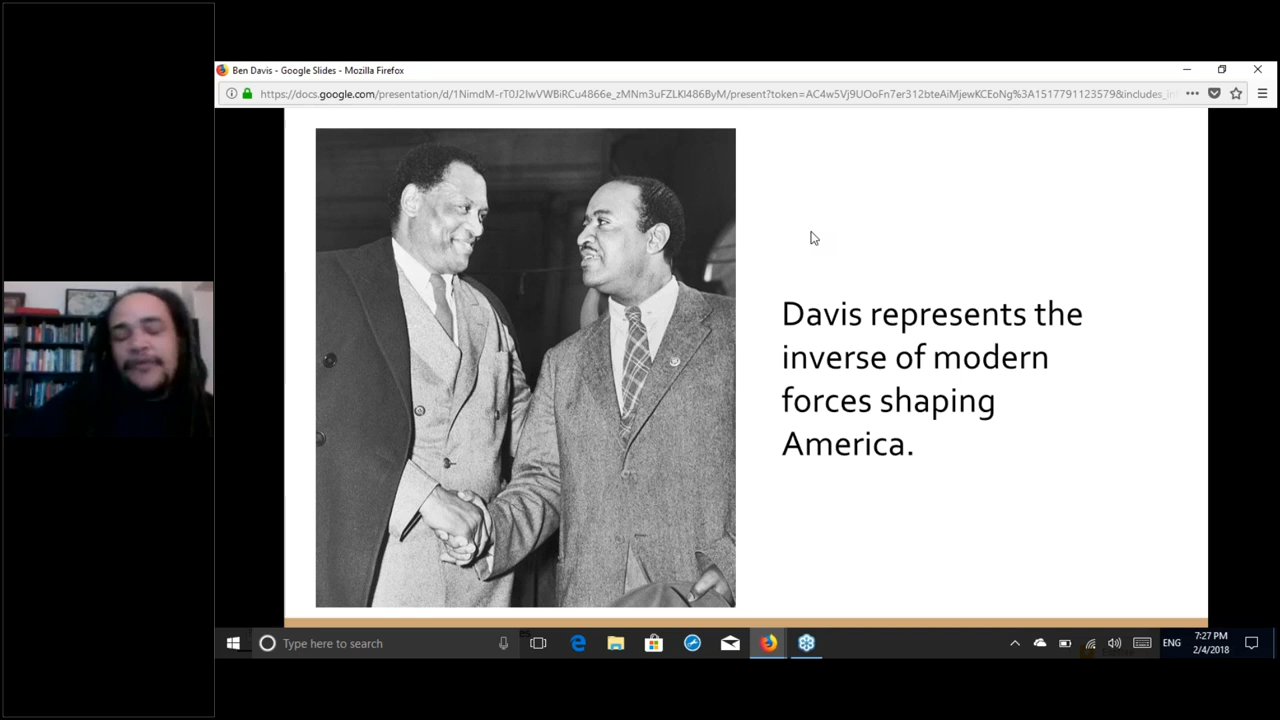 Ben Davis - Google Slides - Mozilla Firefox
Davis represents the
inverse of modern
forces shaping
America.
Type here to search
ENG
7:27 PM
2/4/2018